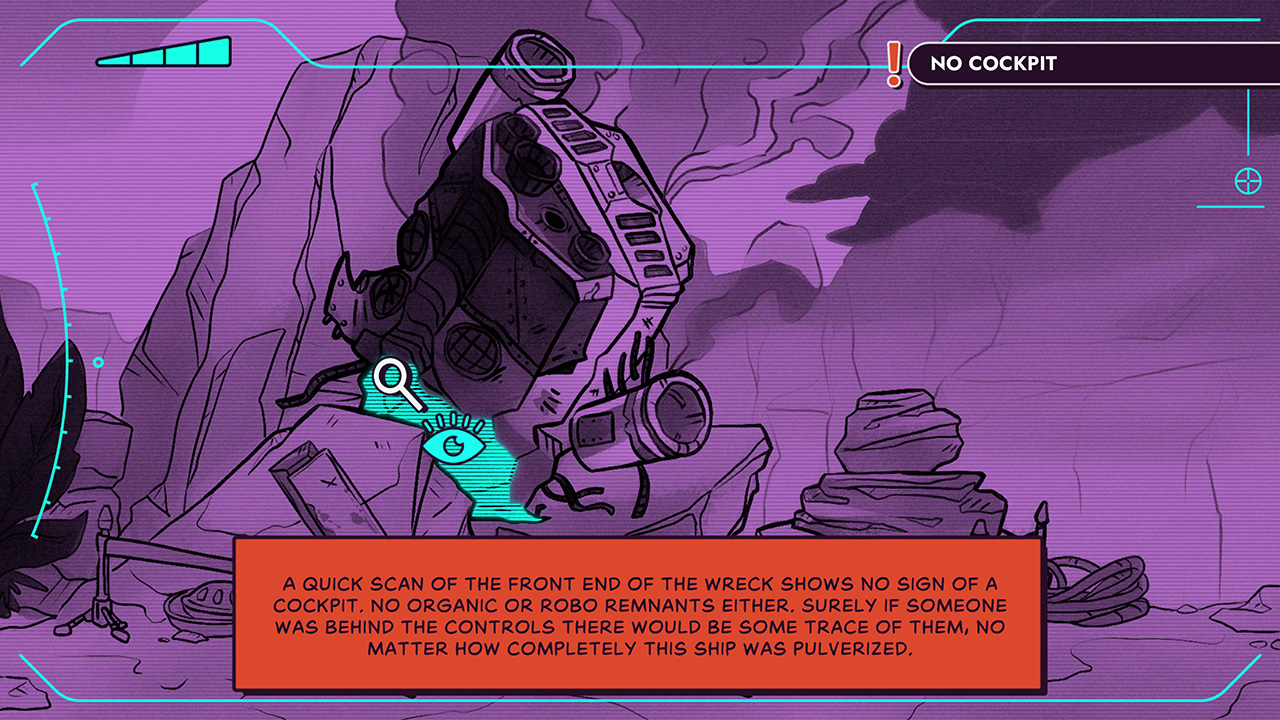 NO COCKPIT
A QUICK SCAN OF THE FRONT END OF THE WRECK SHOWS NO SIGN OF A
COCKPIT. NO ORGANIC OR ROBO REMNANTS EITHER. SURELY IF SOMEONE
WAS BEHIND THE CONTROLS THERE WOULD BE SOME TRACE OF THEM, NO
MATTER HOW COMPLETELY THIS SHIP WAS PULVERIZED.